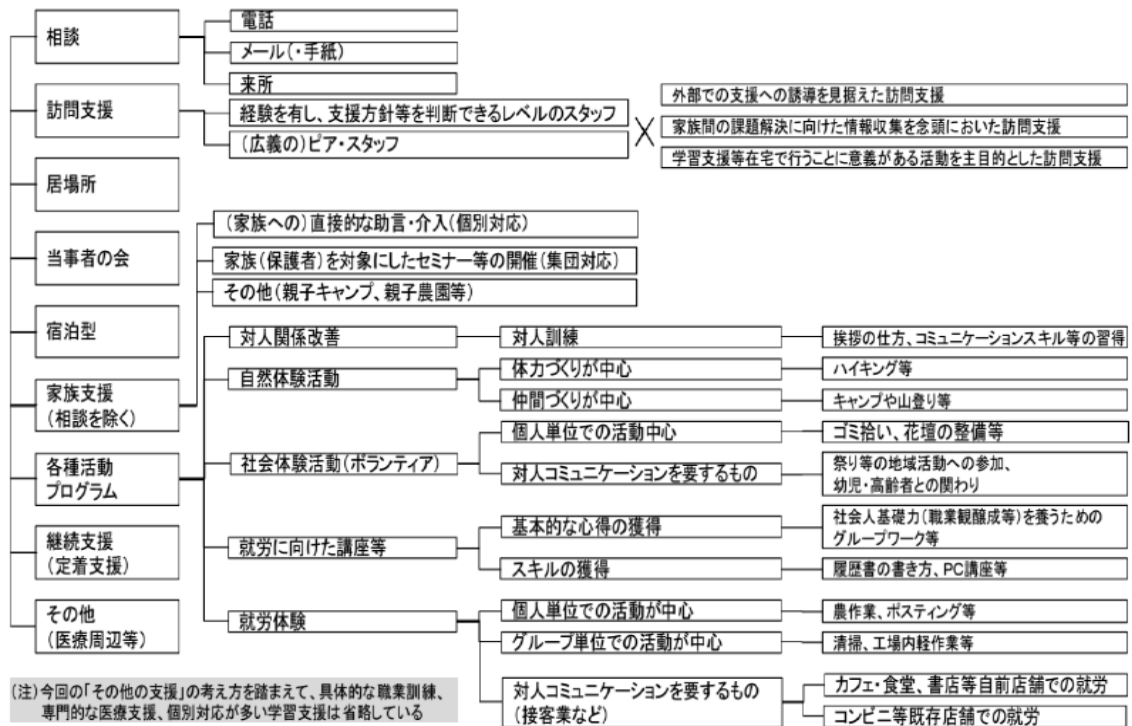 相談
電話
メール(・手紙)
来所
訪問支援
経験を有し、支援方針等を判断できるレベルのスタッフ
(広義の)ピア・スタッフ
外部での支援への誘導を見据えた訪問支援
家族間の課題解決に向けた情報収集を念頭においた訪問支援
学習支援等在宅で行うことに意義がある活動を主目的とした訪問支援
居場所
当事者の会
宿泊型
家族支援
(相談を除く)
(家族への)直接的な助言・介入(個別対応)
家族(保護者)を対象にしたセミナー等の開催(集団対応)
その他(親子キャンプ、親子農園等)
各種活動
プログラム
対人関係改善
対人訓練
挨拶の仕方、コミュニケーションスキル等の習得
自然体験活動
体力づくりが中心
ハイキング等
仲間づくりが中心
キャンプや山登り等
社会体験活動(ボランティア)
個人単位での活動中心
ゴミ拾い、花壇の整備等
対人コミュニケーションを要するもの
祭り等の地域活動への参加、
幼児・高齢者との関わり
就労に向けた講座等
基本的な心得の獲得
社会人基礎力(職業観醸成等)を養うための
グループワーク等
スキルの獲得
履歴書の書き方、PC講座等
就労体験
個人単位での活動が中心
農作業、ポスティング等
グループ単位での活動が中心
清掃、工場内軽作業等
対人コミュニケーションを要するもの
(接客業など)
カフェ・食堂、書店等自前店舗での就労
コンビニ等既存店舗での就労
継続支援
(定着支援)
その他
(医療周辺等)
(注)今回の「その他の支援」の考え方を踏まえて、具体的な職業訓練、
専門的な医療支援、個別対応が多い学習支援は省略している